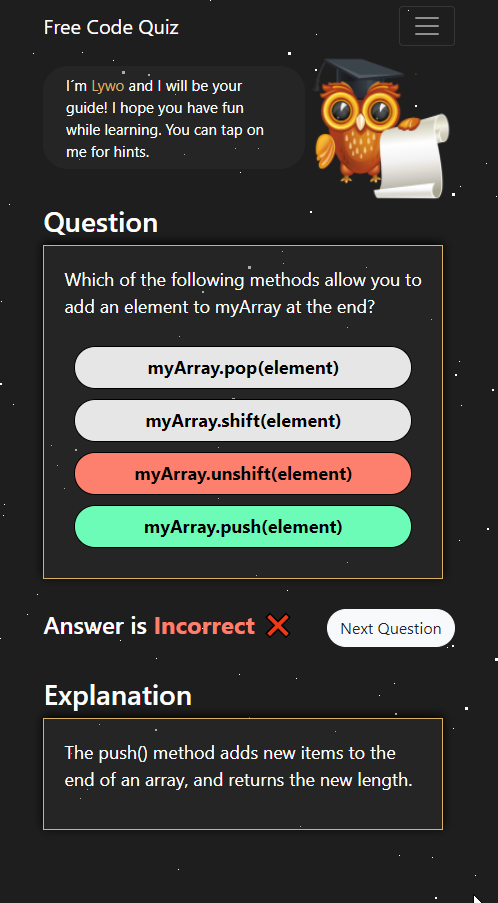 Free Code Quiz
I´m Lywo and I will be your
guide! I hope you have fun
while learning. You can tap on
me for hints.
Question
Which of the following methods allow you to
add an element to myArray at the end?
myArray.pop(element)
myArray.shift(element)
myArray.unshift(element)
myArray.push(element)
Answer is Incorrect ❌
Next Question
Explanation
The push() method adds new items to the
end of an array, and returns the new length.